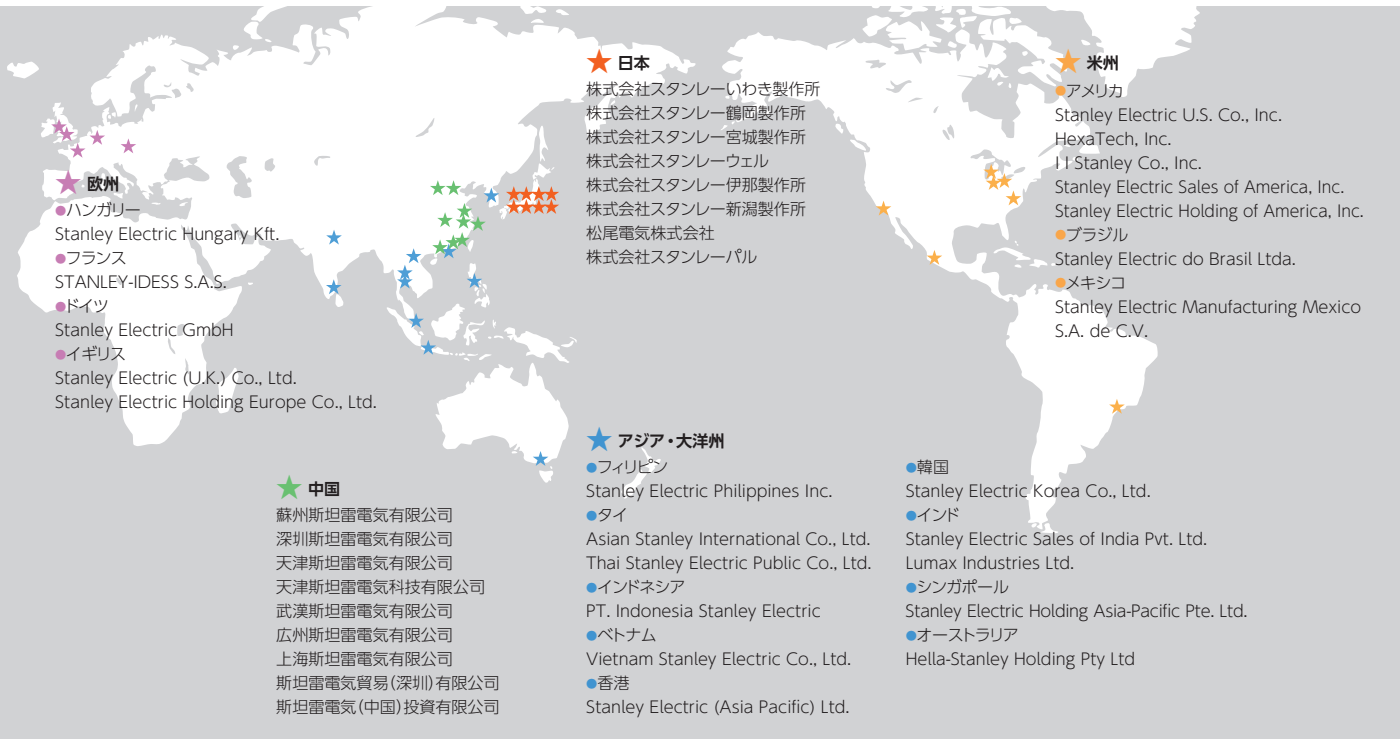 ★ 日本
株式会社スタンレーいわき製作所
株式会社スタンレー鶴岡製作所
株式会社スタンレー宮城製作所
株式会社スタンレーウェル
株式会社スタンレー伊那製作所
株式会社スタンレー新潟製作所
松尾電気株式会社
株式会社スタンレーパル
★ 米州
●アメリカ
Stanley Electric U.S. Co., Inc.
HexaTech, Inc.
I I Stanley Co., Inc.
Stanley Electric Sales of America, Inc.
Stanley Electric Holding of America, Inc.
●ブラジル
Stanley Electric do Brasil Ltda.
●メキシコ
Stanley Electric Manufacturing Mexico
S.A. de C.V.
★ 欧州
●ハンガリー
Stanley Electric Hungary Kft.
●フランス
STANLEY-IDESS S.A.S.
●ドイツ
Stanley Electric GmbH
●イギリス
Stanley Electric (U.K.) Co., Ltd.
Stanley Electric Holding Europe Co., Ltd.
★ 中国
蘇州斯坦雷電気有限公司
深圳斯坦雷電気有限公司
天津斯坦雷電気有限公司
天津斯坦雷電気科技有限公司
武漢斯坦雷電気有限公司
広州斯坦雷電気有限公司
上海斯坦雷電気有限公司
斯坦雷電気貿易(深圳)有限公司
斯坦雷電気(中国)投資有限公司
★ アジア・大洋州
●フィリピン
Stanley Electric Philippines Inc.
●タイ
Asian Stanley International Co., Ltd.
Thai Stanley Electric Public Co., Ltd.
●インドネシア
PT. Indonesia Stanley Electric
●ベトナム
Vietnam Stanley Electric Co., Ltd.
●香港
Stanley Electric (Asia Pacific) Ltd.
●韓国
Stanley Electric Korea Co., Ltd.
●インド
Stanley Electric Sales of India Pvt. Ltd.
Lumax Industries Ltd.
●シンガポール
Stanley Electric Holding Asia-Pacific Pte. Ltd.
●オーストラリア
Hella-Stanley Holding Pty Ltd